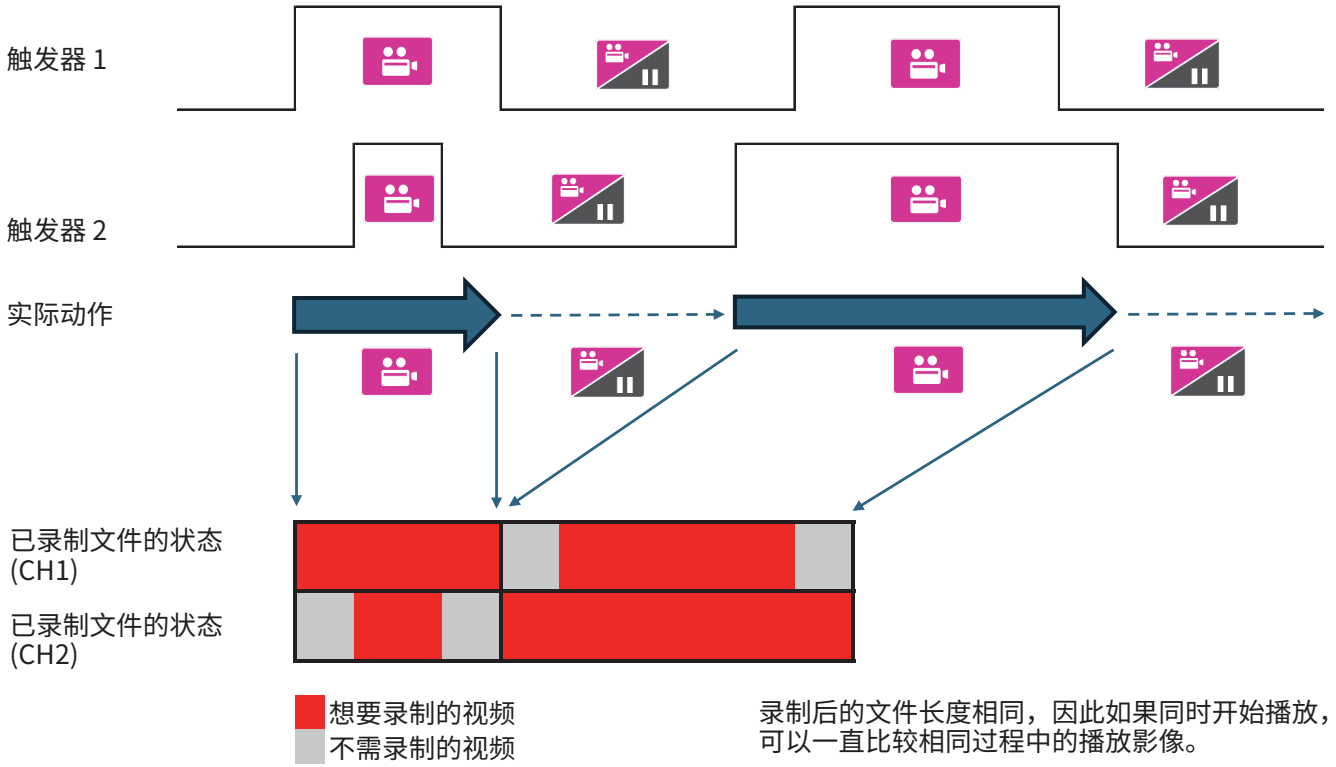 触发器 1
触发器 2
实际动作
已录制文件的状态
(CH1)
已录制文件的状态
(CH2)
想要录制的视频
不需录制的视频
录制后的文件长度相同，因此如果同时开始播放，
可以一直比较相同过程中的播放影像。